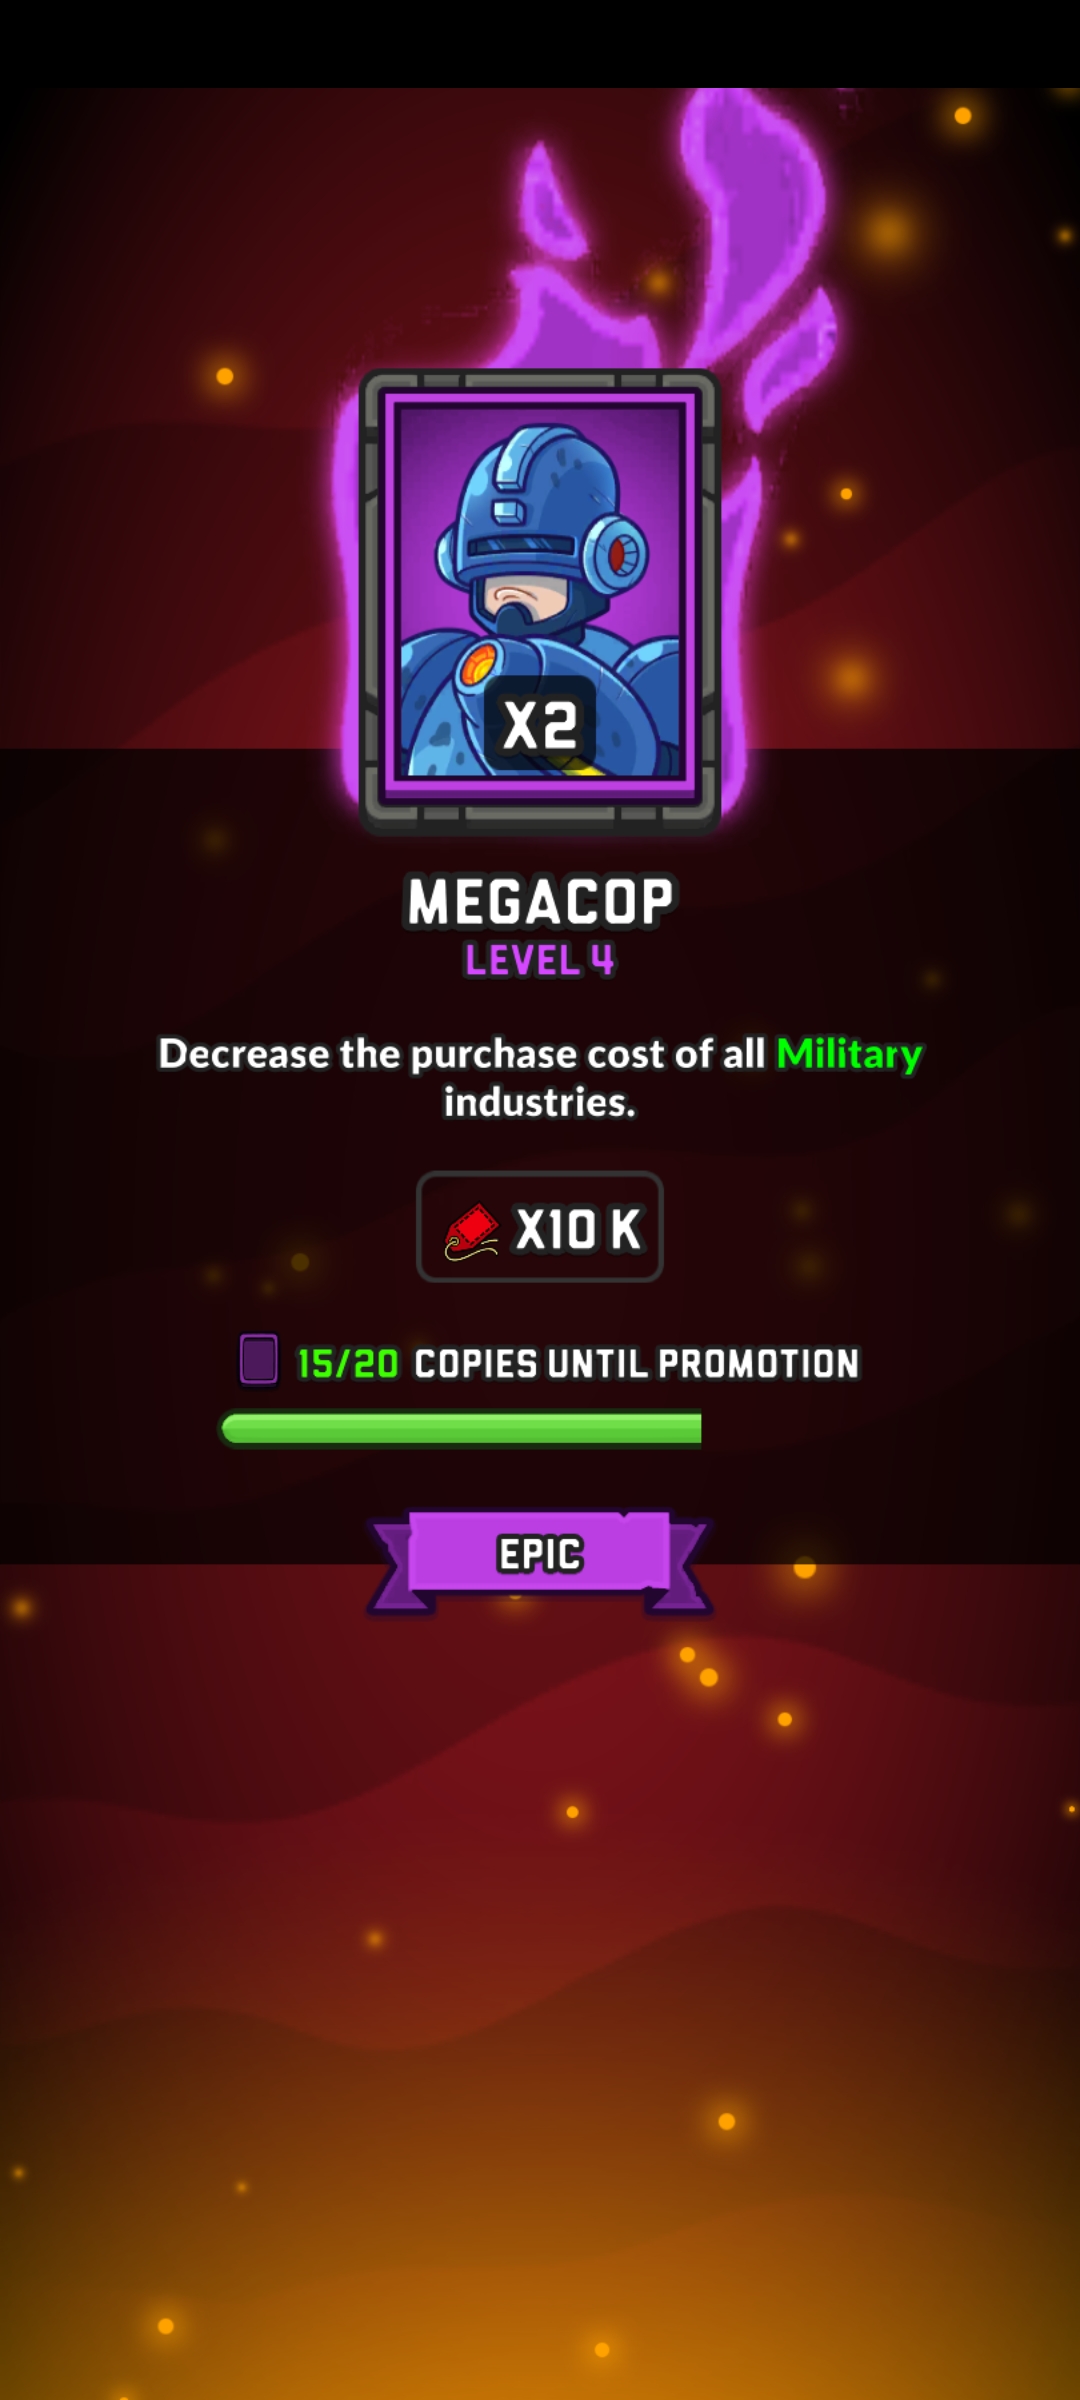 X2
MEGACOP
LEVEL 4
Decrease the purchase cost of all Military
industries.
X10 K
15/20 COPIES UNTIL PROMOTION
EPIC